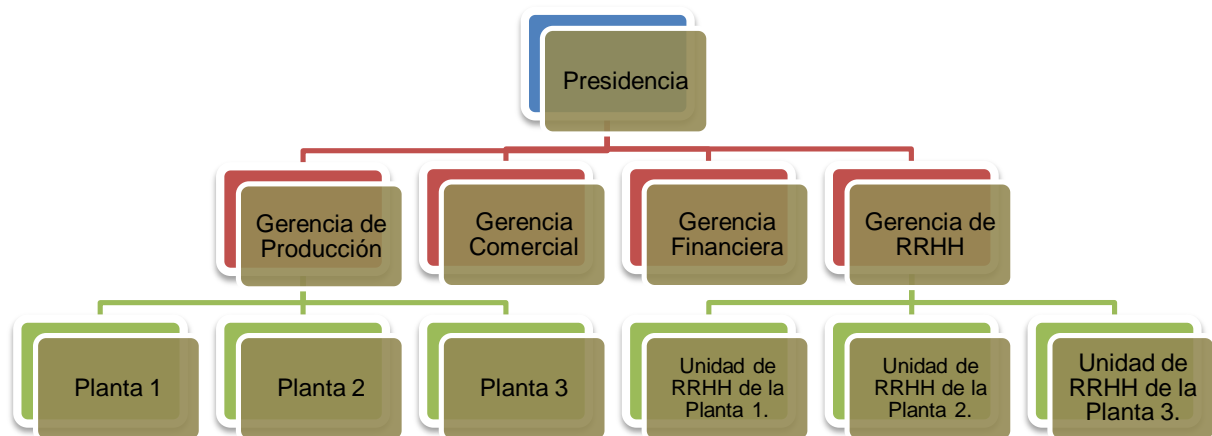 Presidencia
Gerencia de
Producción
Gerencia
Comercial
Gerencia
Financiera
Gerencia de
RRHH
Planta 1
Planta 2
Planta 3
Unidad de
RRHH de la
Planta 1.
Unidad de
RRHH de la
Planta 2.
Unidad de
RRHH de la
Planta 3.